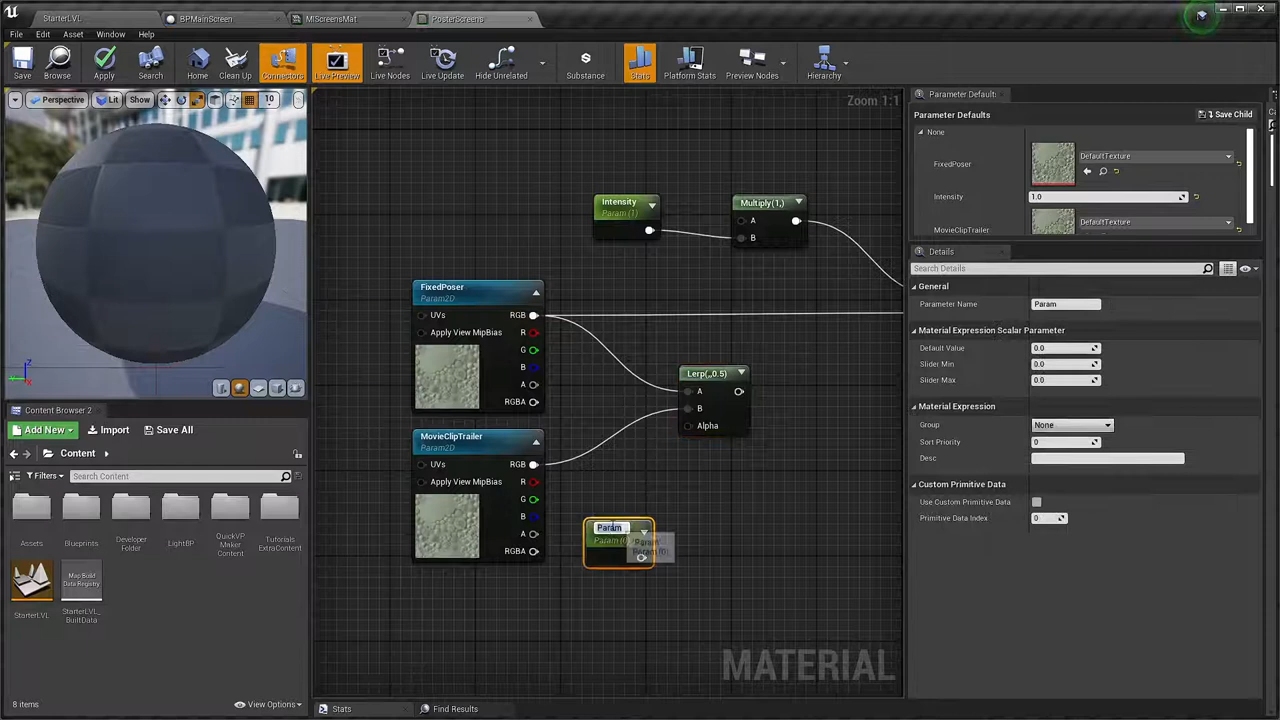 StarterLVL
BPMainScreen
MIScreensMat
PosterScreens
File
Edit
Asset
Window
Help
Save
Browse
Apply
Search
Home
Clean Up
Connectors
Live Preview
Live Nodes
Live Update
Hide Unrelated
Substance
Stats
Platform Stats
Preview Nodes
Hierarchy
Perspective
Lit
Show
10
Zoom 1:1
Intensity
Param (1)
Multiply(1,)
A
B
FixedPoser
Param2D
UVs
RGB
Apply View MipBias
R
G
B
A
RGBA
Lerp(,,0.5)
A
B
Alpha
MovieClipTrailer
Param2D
UVs
RGB
Apply View MipBias
R
G
B
A
RGBA
Param
Param (0)
Param
Param (0)
MATERIAL
Parameter Default
Parameter Defaults
Save Child
None
FixedPoser
DefaultTexture
Intensity
1.0
MovieClipTrailer
DefaultTexture
Details
Search Details
General
Parameter Name
Param
Material Expression Scalar Parameter
Default Value
0.0
Slider Min
0.0
Slider Max
0.0
Material Expression
Group
None
Sort Priority
0
Desc
Custom Primitive Data
Use Custom Primitive Data
Primitive Data Index
0
Content Browser 2
Add New
Import
Save All
Content
Filters
Search Content
Assets
Blueprints
Developer
Folder
LightBP
QuickVP
Maker
Content
Tutorials
ExtraContent
Map Build
Data Registry
StarterLVL
StarterLVL_
BuiltData
8 items
View Options
Stats
Find Results